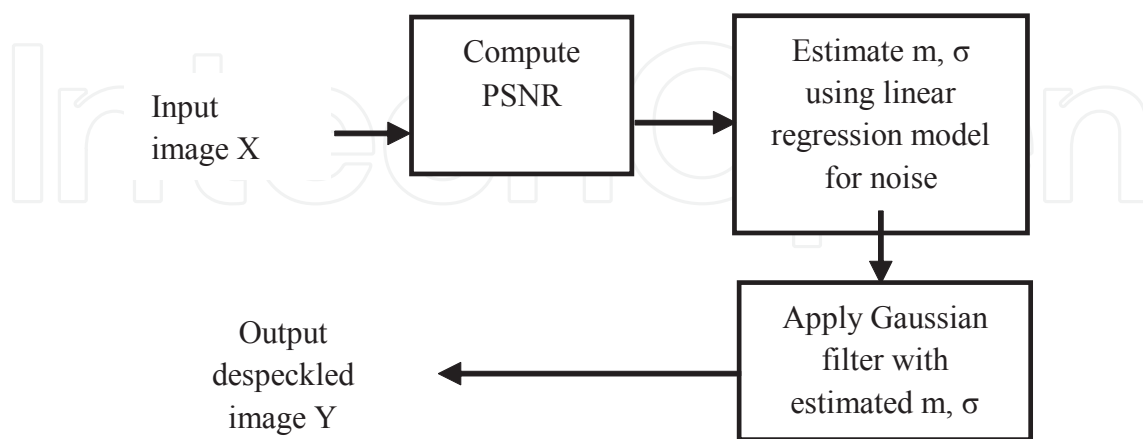 Input
image X
Compute
PSNR
Estimate m, σ
using linear
regression model
for noise
Apply Gaussian
filter with
estimated m, σ
Output
despeckled
image Y
IntechOpen